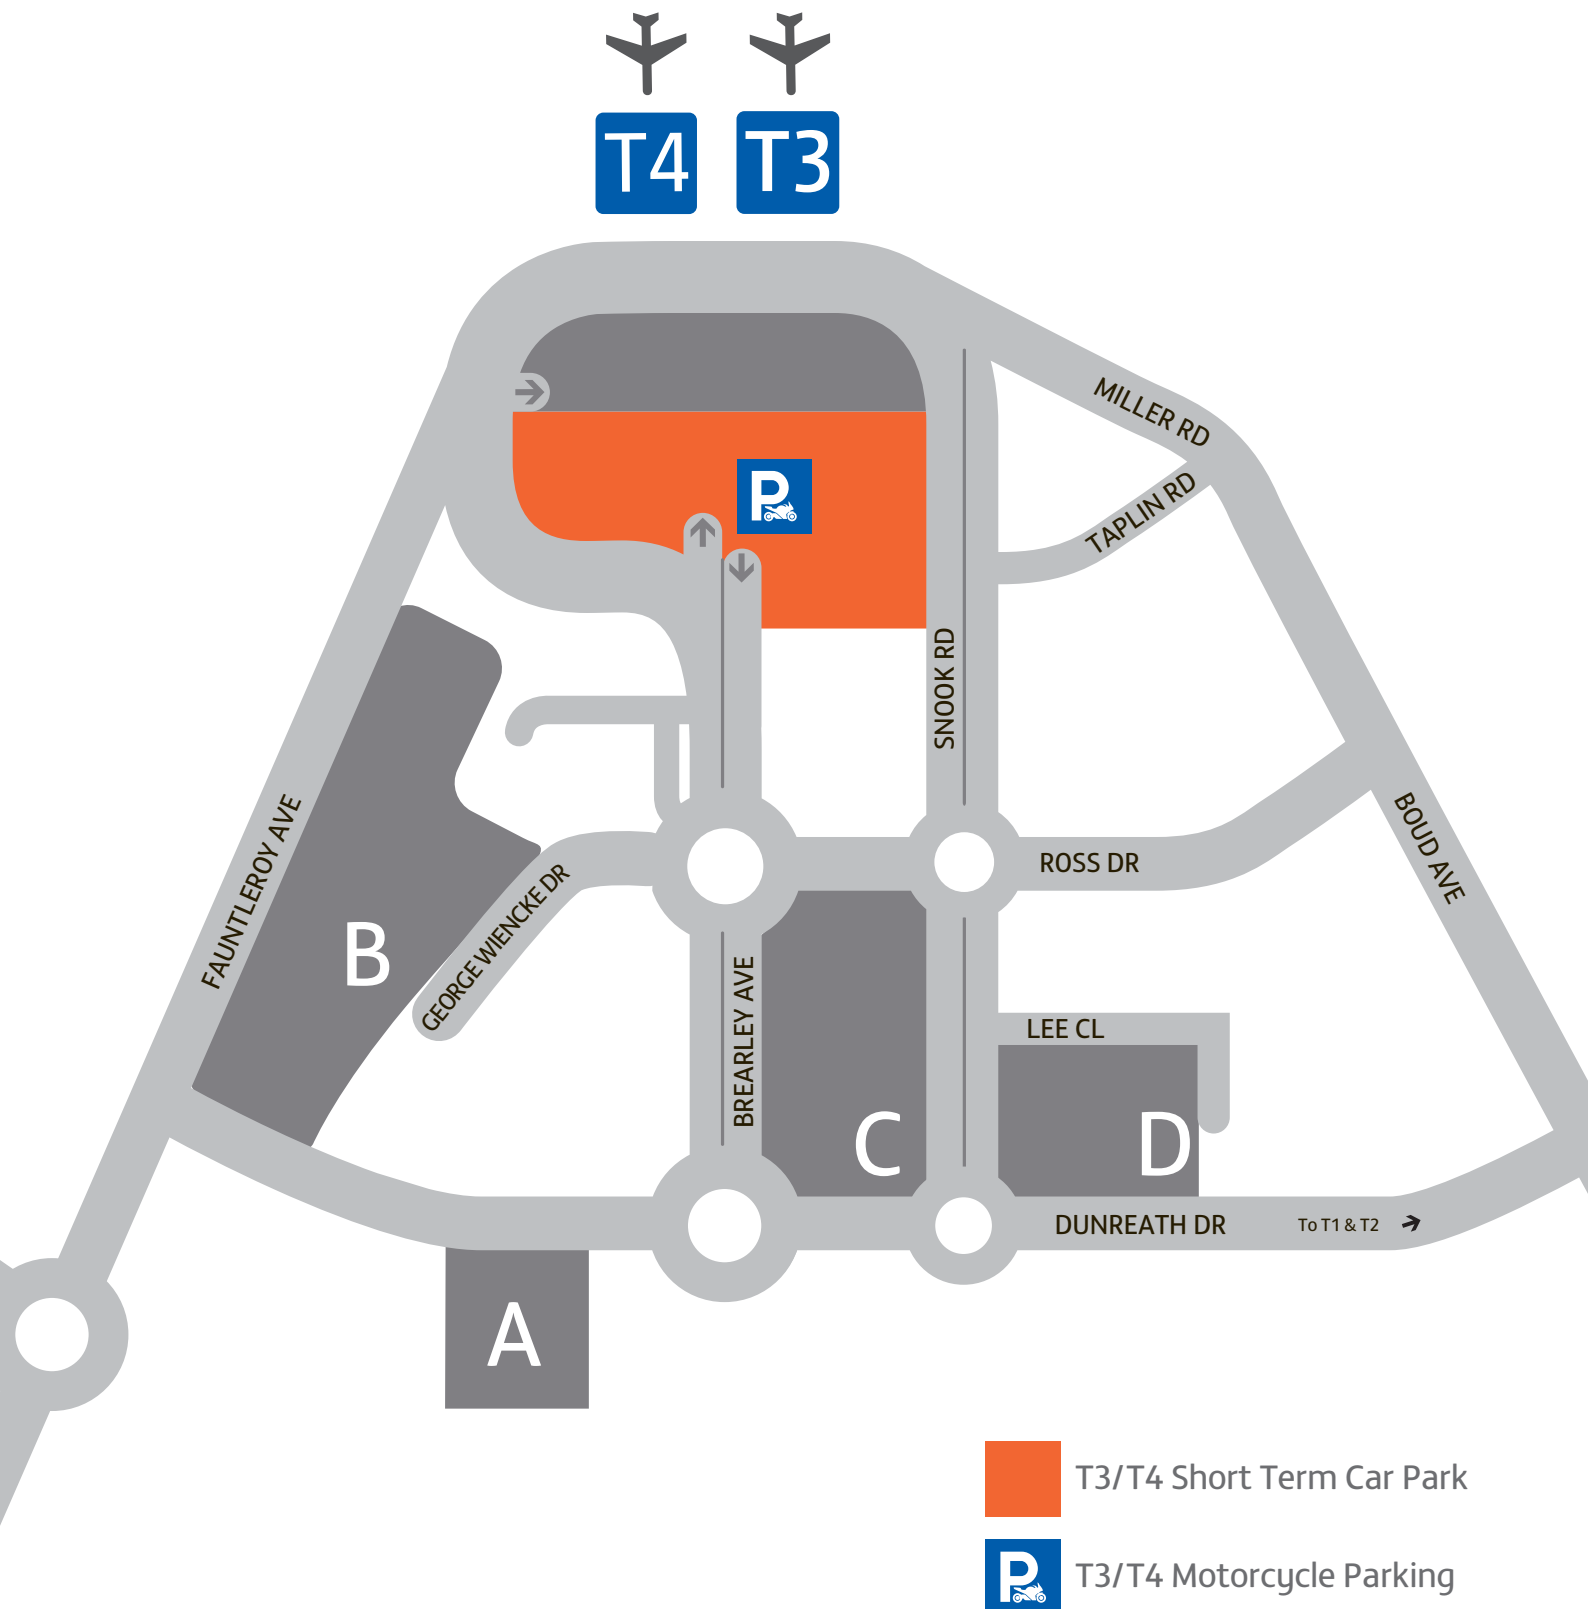 T4 T3
MILLER RD
TAPLIN RD
P
SNOOK RD
FAUNTLEROY AVE
BOUD AVE
ROSS DR
GEORGE WIENCKE DR
B
BREARLEY AVE
LEE CL
C
D
DUNREATH DR
To T1 & T2
A
T3/T4 Short Term Car Park
P
T3/T4 Motorcycle Parking